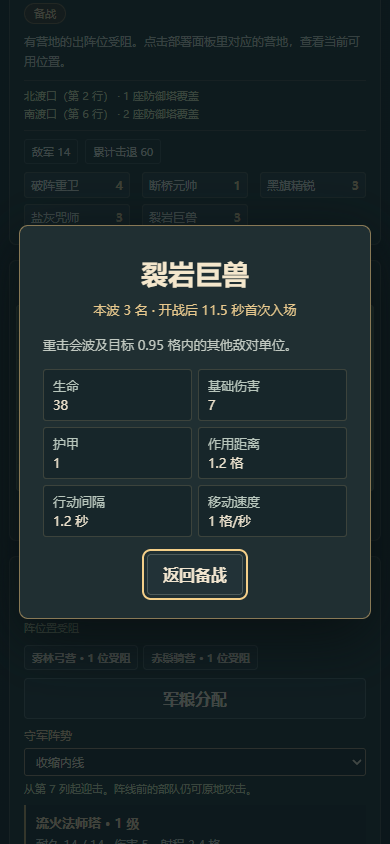 备战
有营地的出阵位受阻。点击部署面板里对应的营地，查看当前可
用位置。
北渡口（第 2 行） · 1 座防御塔覆盖
南渡口（第 6 行） · 2 座防御塔覆盖
敌军 14 累计击退 60
破阵重卫 4 断桥元帅 1 黑旗精锐 3
盐灰咒师 3 裂岩巨兽 3
裂岩巨兽
本波 3 名 · 开战后 11.5 秒首次入场
重击会波及目标 0.95 格内的其他敌对单位。
生命 基础伤害
38 7
护甲 作用距离
1 1.2 格
行动间隔 移动速度
1.2 秒 1 格/秒
返回备战
阵位置受阻
雾林弓营 • 1 位受阻 赤崮骑营 • 1 位受阻
军粮分配
守军阵势
收缩内线
从第 7 列起迎击。阵线前的部队仍可原地攻击。
流火法师塔 • 1 级